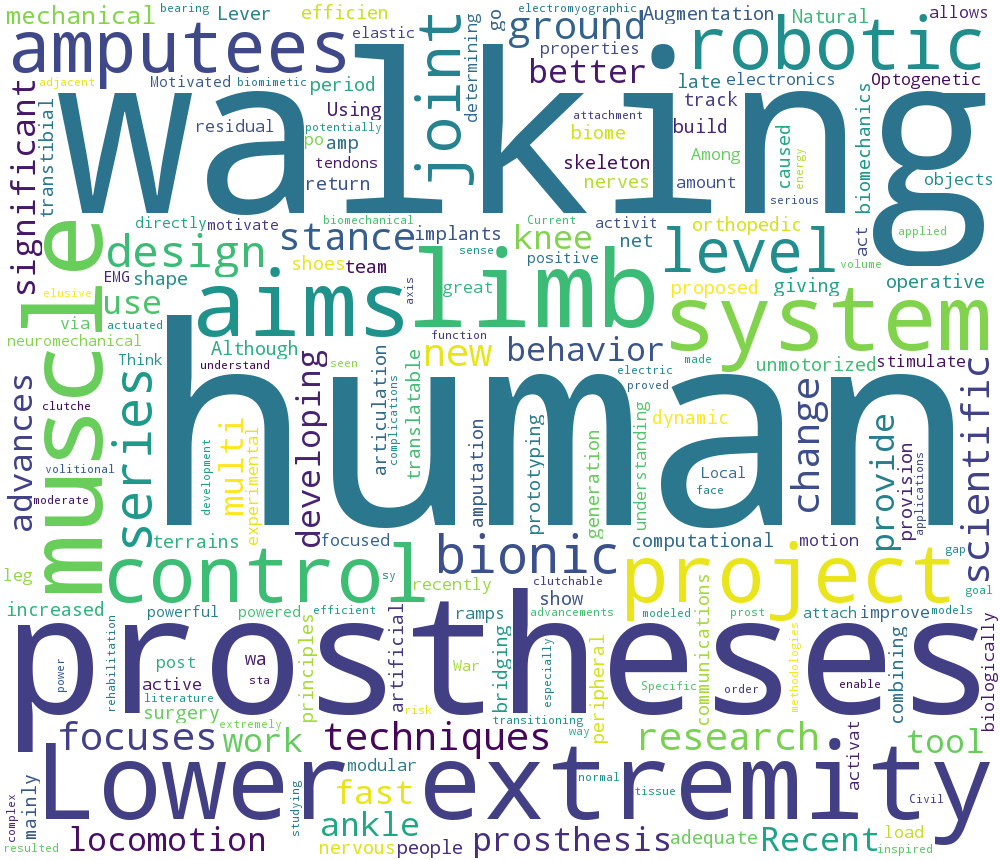 bearing
electromyographic
mechanical
Lever
efficien
go
Augmentation
Natural
allows
amputees
elastic
ground
robotic
properties
joint
determining
adjacent
Motivated
biomimetic
period
better
late
electronics
Optogenetic
walking
significant
transtibial
residual
Using
potentially
po
amp
attachment
biome
track
build
caused
biomechanics
tendons
skeleton
Among
energy
objects
return
nerves
amount
serious
directly
motivate
biomechanical
Current
activit
orthopedic
act
applied
muscle
design
stance
implants
knee
net
level
volume
sense
positive
EMG
shape
shoes
team
limb
proposed
giving
operative
elusive
use
aims
axis
great
system
via
actuated
function
neuromechanical
Although
new
behavior
made
Think
understand
seen
electric
unmotorized
stimulate
human
proved
advances
clutche
series
developing
articulation
complications
translatable
dynamic
change
scientific
multi
provide
volitional
development
experimental
amputation
prototyping
generation
understanding
Local
face
provision
applications
moderate
terrains
focused
bionic
computational
motion
leg
control
sy
recently
clutchable
project
gap
goal
show
increased
powerful
powered
efficient
ramps
advancements
modeled
prost
attach
improve
models
prostheses
rehabilitation
principles
artificial
bridging
especially
peripheral
communications
methodologies
combining
biologically
power
post
wa
War
active
sta
Specific
order
enable
literature
surgery
risk
extremely
transitioning
way
focuses
work
techniques
research
activat
tool
Lower
extremity
modular
complex
mainly
fast
normal
tissue
Civil
studying
ankle
load
resulted
locomotion
nervous
people
prosthesis
adequate
Recent
inspired